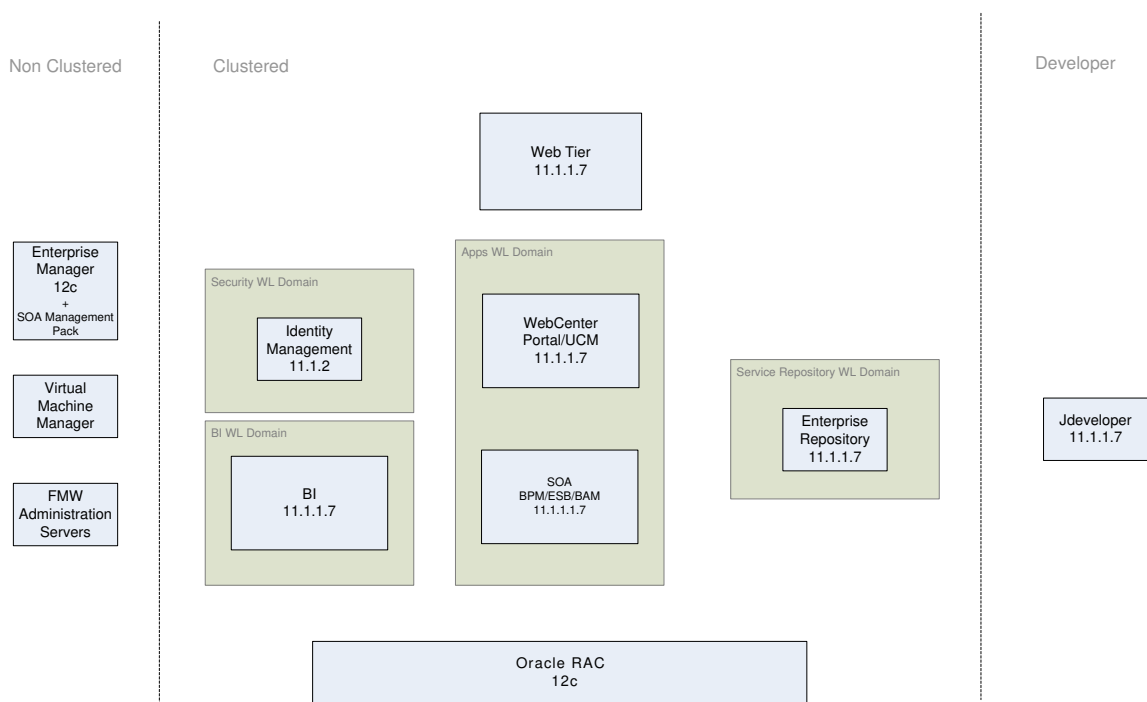 Non Clustered
Clustered
Developer
Web Tier
11.1.1.7
Enterprise
Manager
12c
+
SOA Management
Pack
Virtual
Machine
Manager
FMW
Administration
Servers
Security WL Domain
Identity
Management
11.1.2
BI WL Domain
BI
11.1.1.7
Apps WL Domain
WebCenter
Portal/UCM
11.1.1.7
SOA
BPM/ESB/BAM
11.1.1.1.7
Service Repository WL Domain
Enterprise
Repository
11.1.1.7
Jdeveloper
11.1.1.7
Oracle RAC
12c